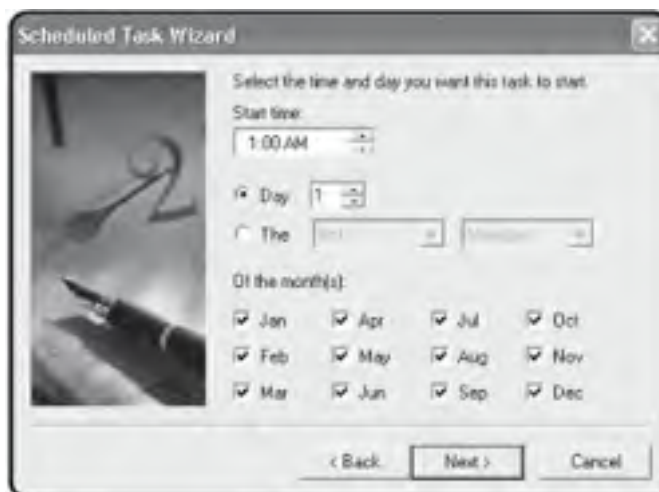 Scheduled Task Wizard
Select the time and day you want this task to start.
Start time:
1:00 AM
Day 1
The
Of the month(s):
Jan Apr Jul Oct
Feb May Aug Nov
Mar Jun Sep Dec
< Back Next > Cancel